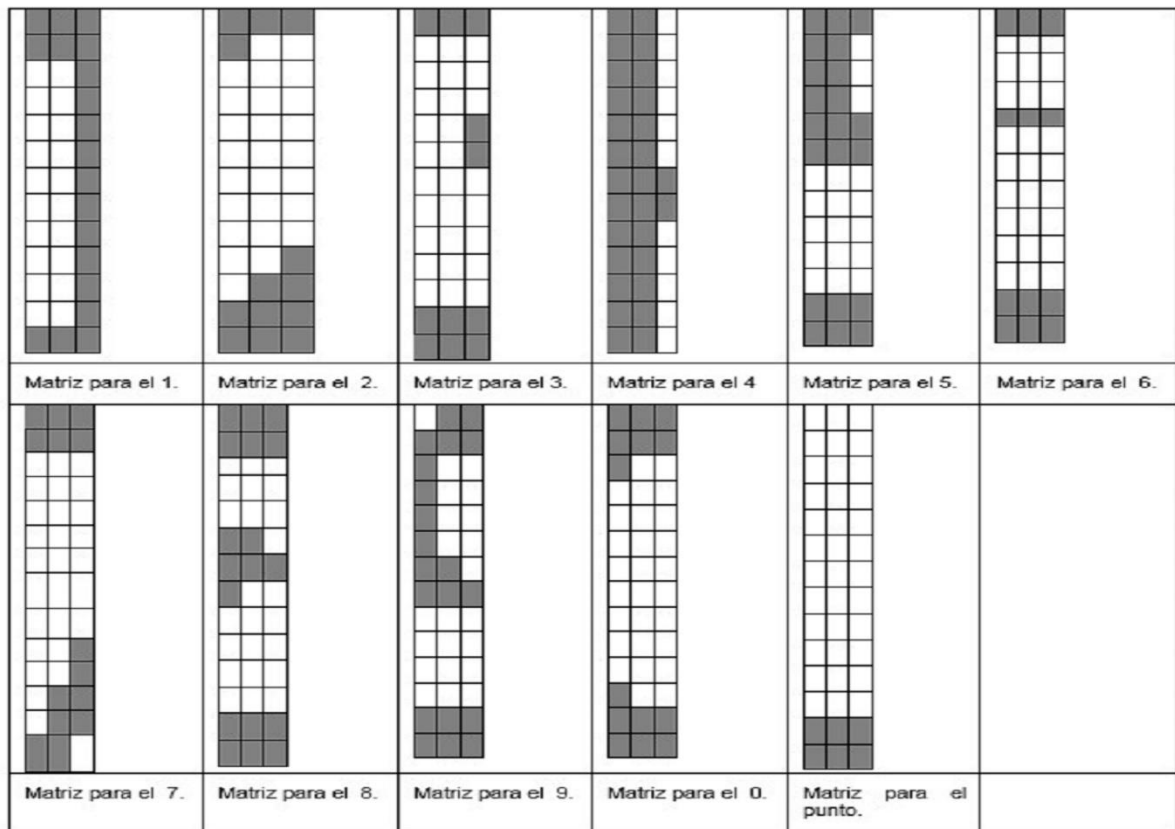 Matriz para el 1.
Matriz para el 2.
Matriz para el 3.
Matriz para el 4
Matriz para el 5.
Matriz para el 6.
Matriz para el 7.
Matriz para el 8.
Matriz para el 9.
Matriz para el 0.
Matriz para el
punto.